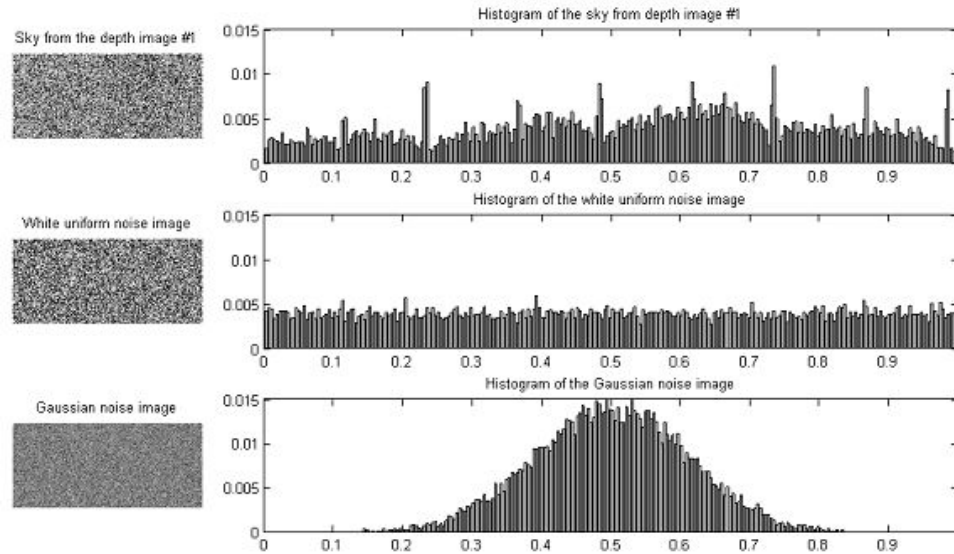 Sky from the depth image #1
Histogram of the sky from depth image #1
0.015
0.01
0.005
0
0 0.1 0.2 0.3 0.4 0.5 0.6 0.7 0.8 0.9
White uniform noise image
Histogram of the white uniform noise image
0.015
0.01
0.005
0
0 0.1 0.2 0.3 0.4 0.5 0.6 0.7 0.8 0.9
Gaussian noise image
Histogram of the Gaussian noise image
0.015
0.01
0.005
0
0 0.1 0.2 0.3 0.4 0.5 0.6 0.7 0.8 0.9